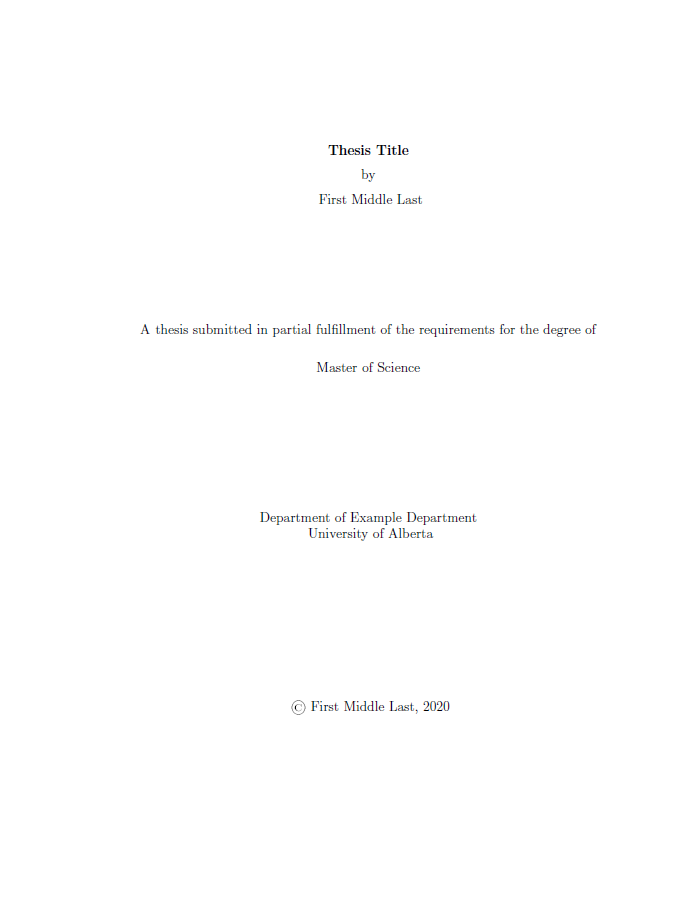 Thesis Title
by
First Middle Last
A thesis submitted in partial fulfillment of the requirements for the degree of
Master of Science
Department of Example Department
University of Alberta
© First Middle Last, 2020